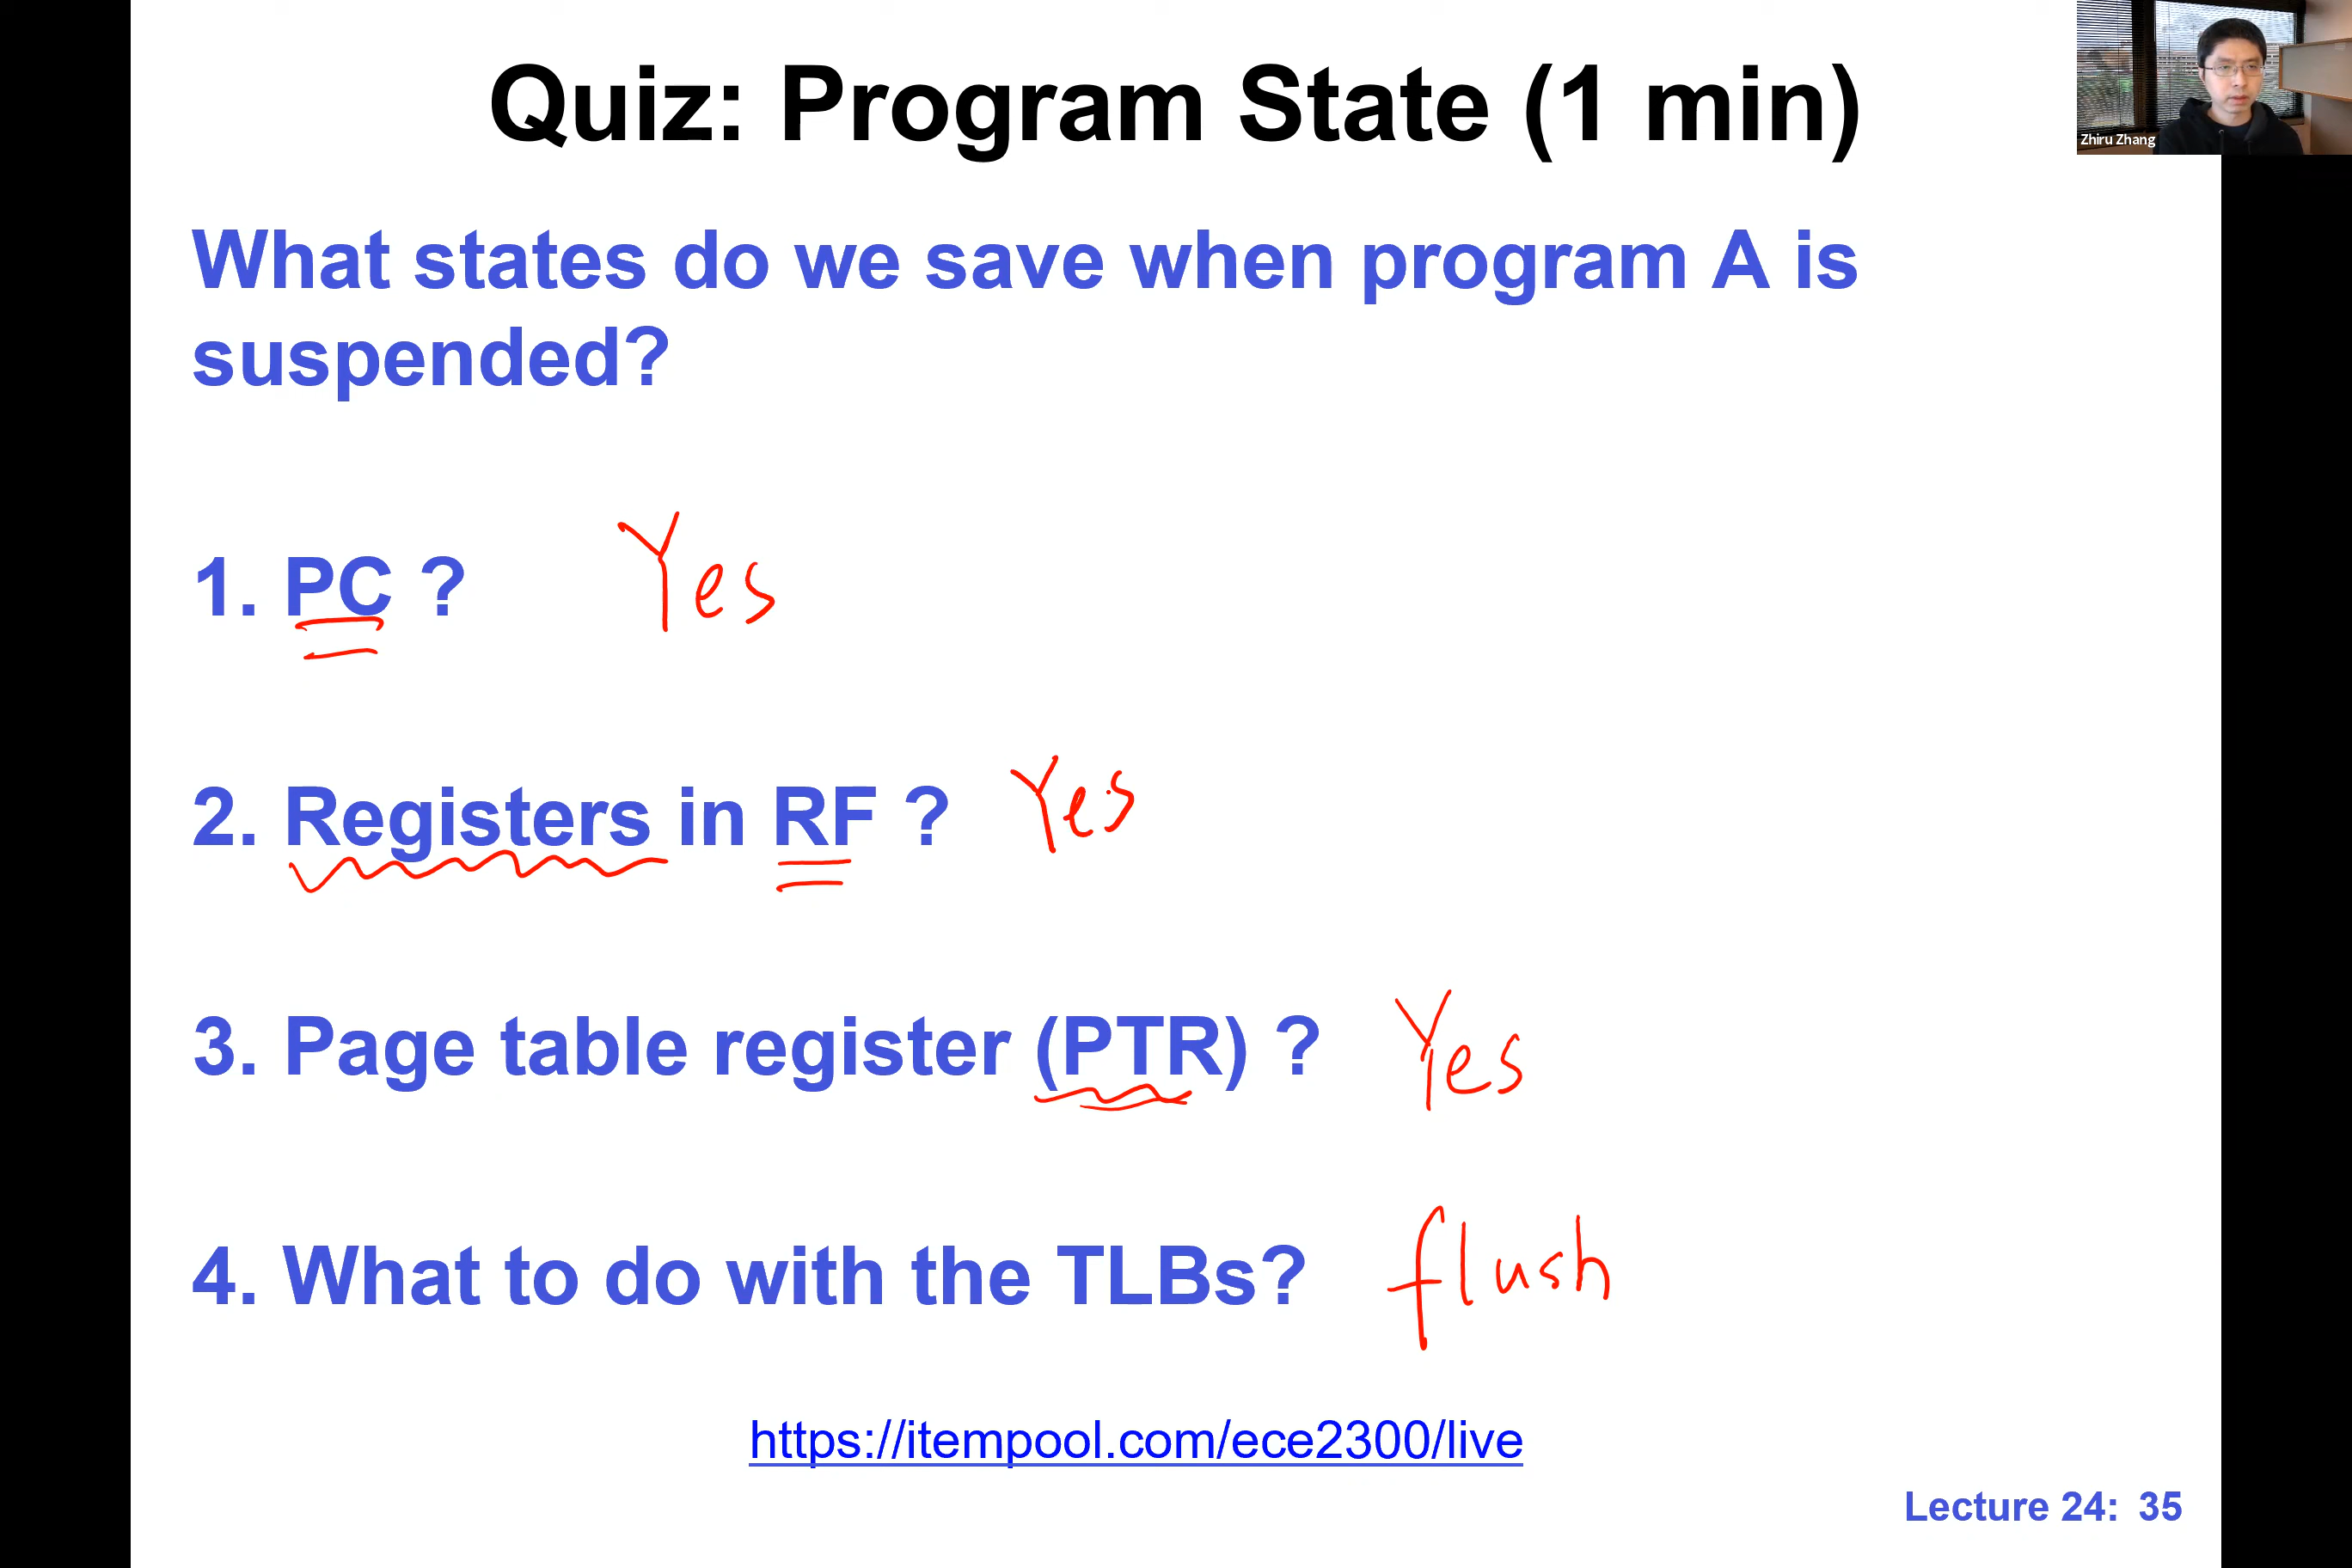 Quiz: Program State (1 min)
Zhiru Zhang
What states do we save when program A is
suspended?
1. PC ? Yes
2. Registers in RF ? Yes
3. Page table register (PTR) ? Yes
4. What to do with the TLBs? flush
https://itempool.com/ece2300/live
Lecture 24: 35